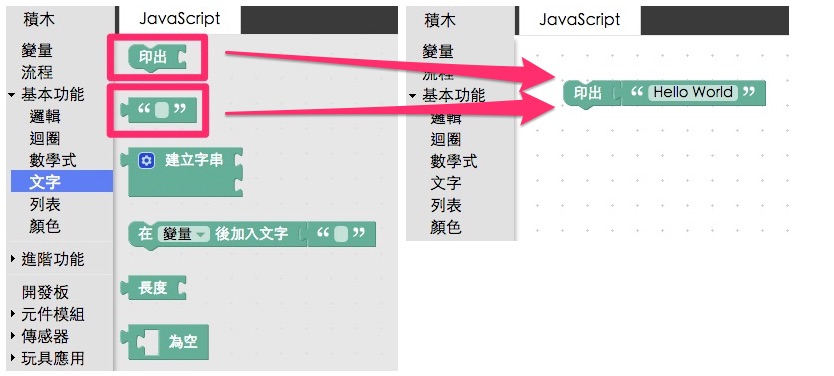 積木
JavaScript
變量
流程
基本功能
邏輯
迴圈
數學式
文字
列表
顏色
進階功能
開發板
元件模組
傳感器
玩具應用
印出
“ ”
建立字串
在 變量 後加入文字 “ ”
長度
為空
積木
JavaScript
變量
流程
基本功能
邏輯
迴圈
數學式
文字
列表
顏色
印出 “ Hello World ”